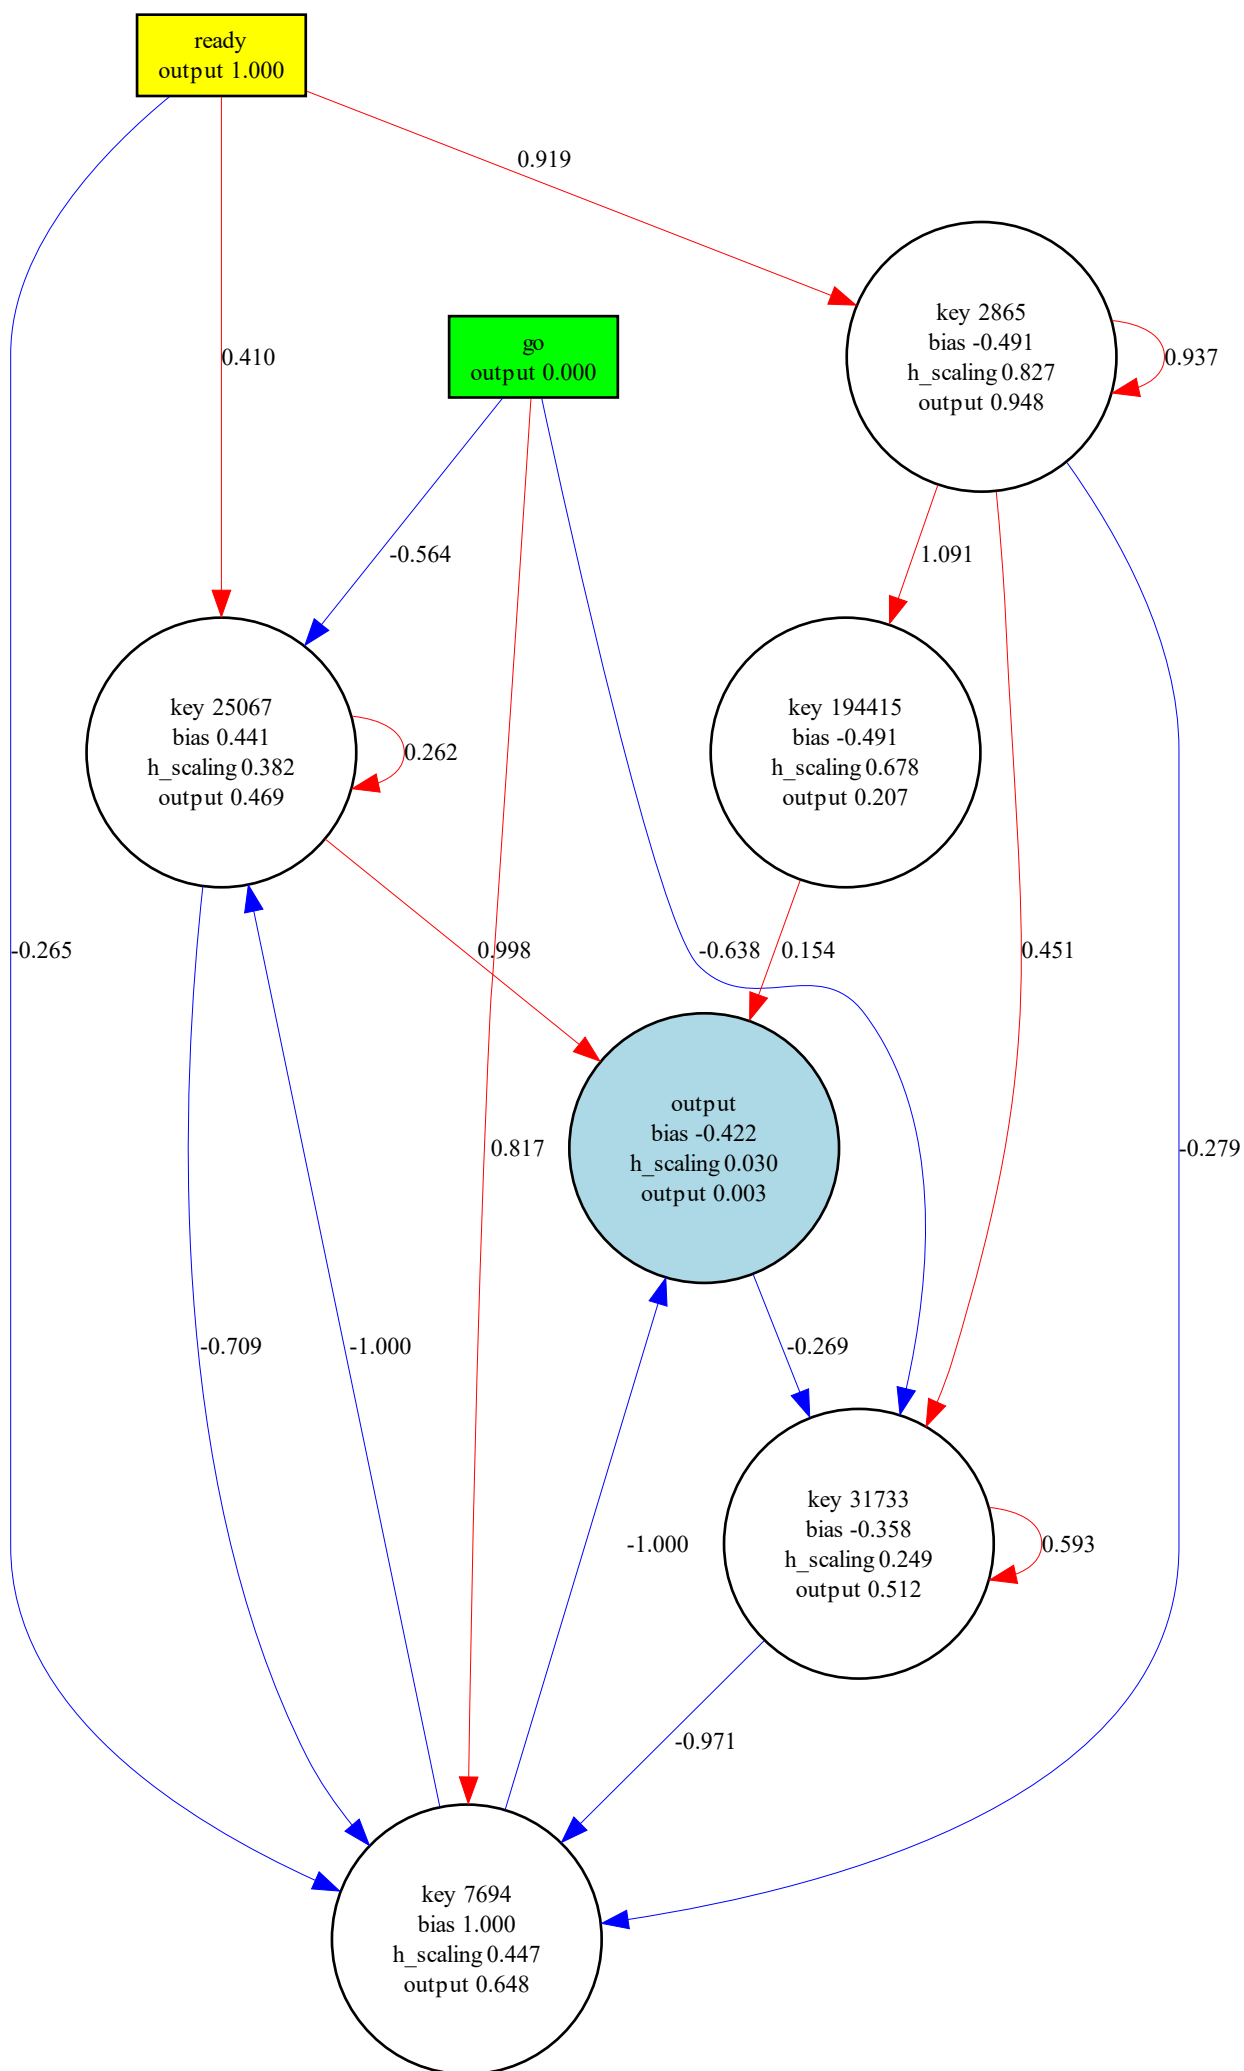 ready
output 1.000
0.919
go
output 0.000
key 2865
bias -0.491
h_scaling 0.827
output 0.948
0.937
0.410
-0.564
1.091
key 25067
bias 0.441
h_scaling 0.382
output 0.469
0.262
key 194415
bias -0.491
h_scaling 0.678
output 0.207
-0.265
0.998
-0.638
0.154
0.451
output
bias -0.422
h_scaling 0.030
output 0.003
0.817
-0.279
-0.709
-1.000
-0.269
key 31733
bias -0.358
h_scaling 0.249
output 0.512
-1.000
0.593
-0.971
key 7694
bias 1.000
h_scaling 0.447
output 0.648